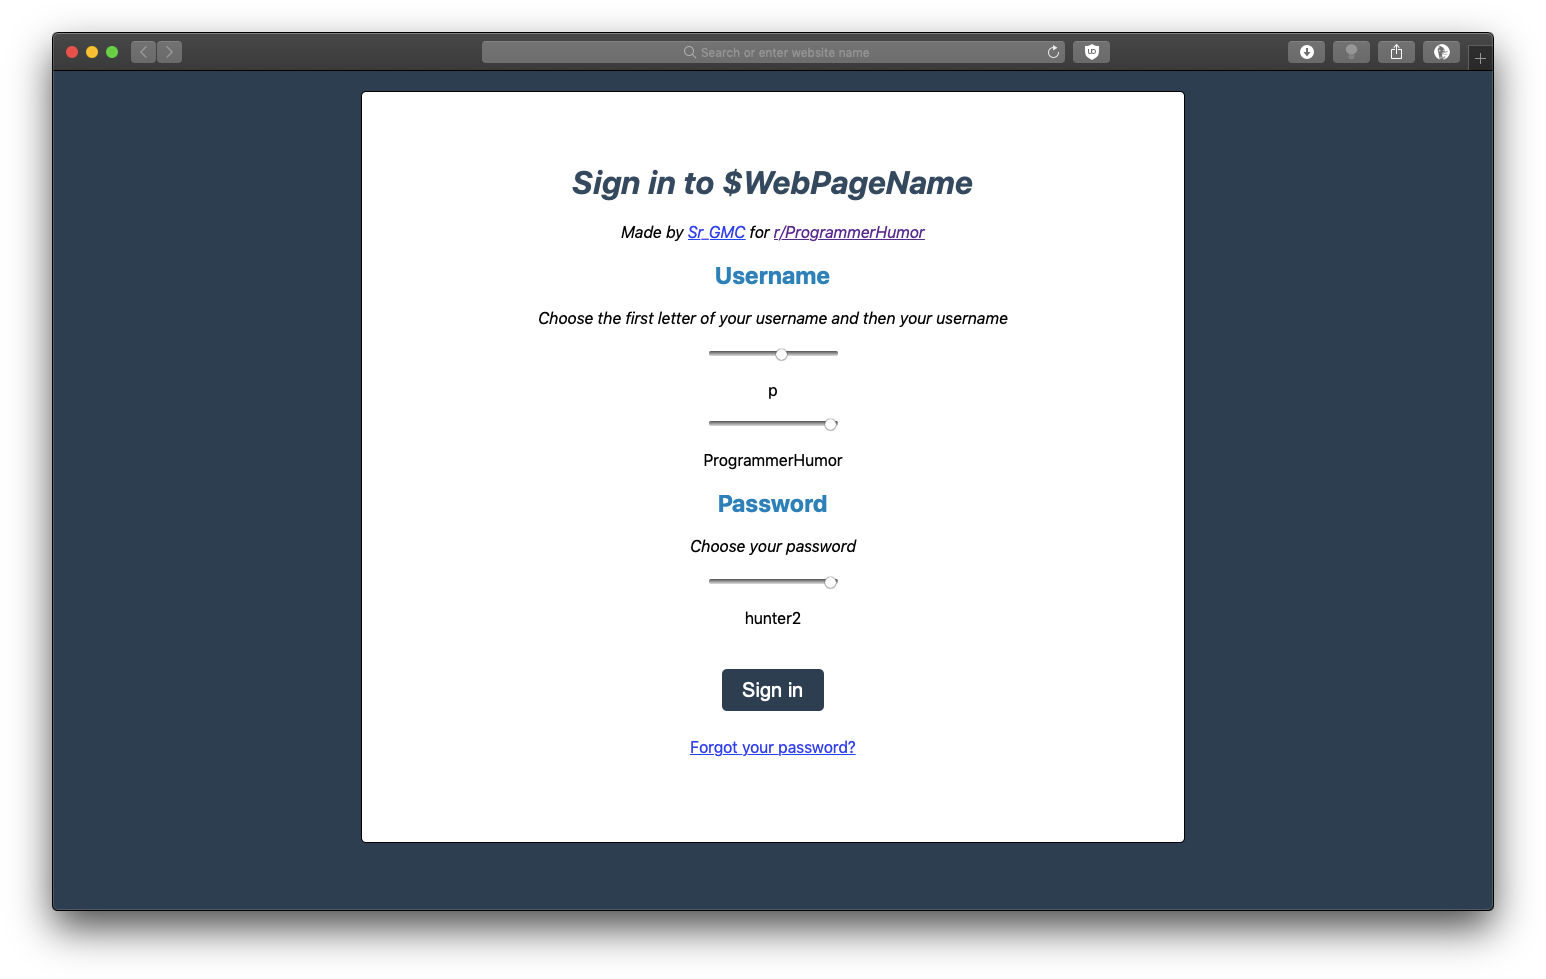 Search or enter website name
Sign in to $WebPageName
Made by Sr_GMC for r/ProgrammerHumor
Username
Choose the first letter of your username and then your username
p
ProgrammerHumor
Password
Choose your password
hunter2
Sign in
Forgot your password?